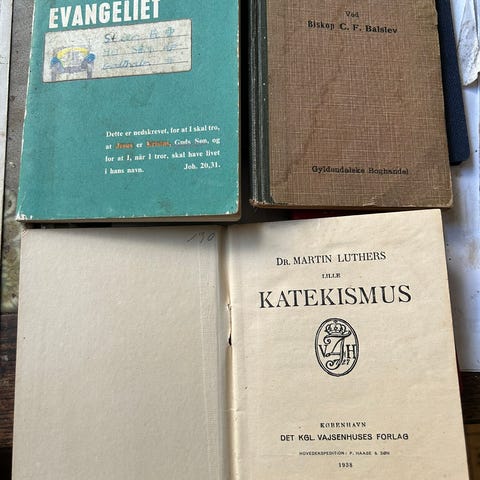 EVANGELIET
Dette er nedskrevet, for at I skal tro,
at Jesus er Kristus, Guds Søn, og
for at I, når I tror, skal have livet
i hans navn. Joh. 20,31.
Ved
Biskop C. F. Balslev
Gyldendalske Boghandel
190
DR. MARTIN LUTHERS
LILLE
KATEKISMUS
KØBENHAVN
DET KGL. VAJSENHUSES FORLAG
HOVEDEKSPEDITION: P. HAASE & SØN
1938